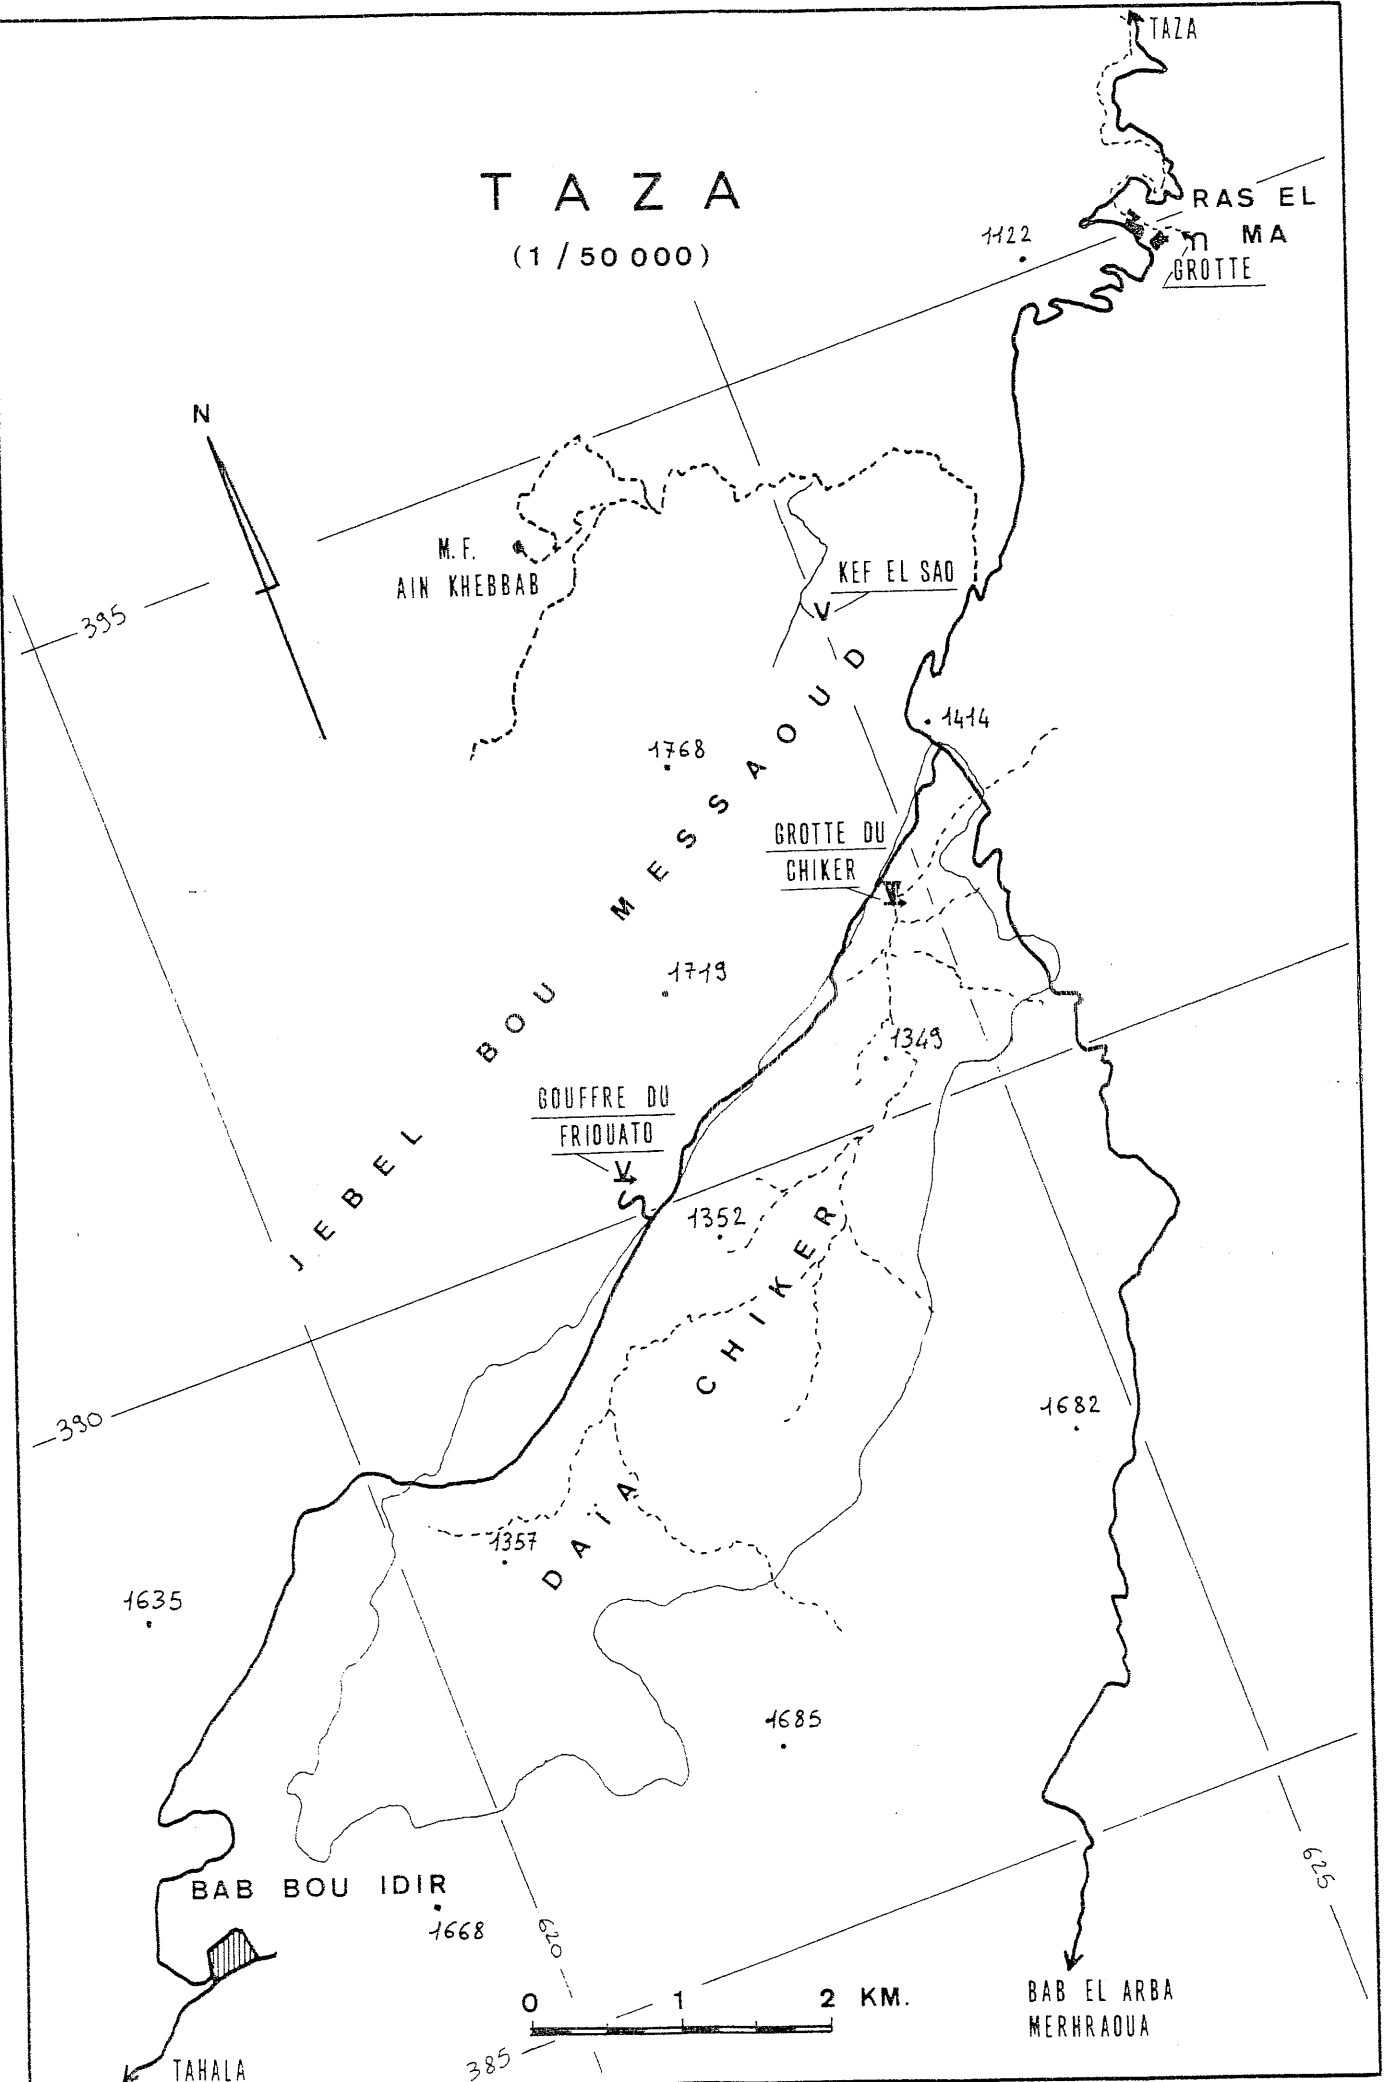 TAZA
TAZA
(1/50 000)
RAS EL
MA
1122
GROTTE
N
M.F.
AIN KHEBBAB
KEF EL SAO
395
1414
1768
GROTTE DU
CHIKER
JEBEL BOU MESSAOUD
1719
1349
GOUFFRE DU
FRIOUATO
1352
DAÏA CHIKER
390
1682
1357
1635
1685
625
BAB BOU IDIR
1668
620
0 1 2 KM.
BAB EL ARBA
MERHRAOUA
385
TAHALA